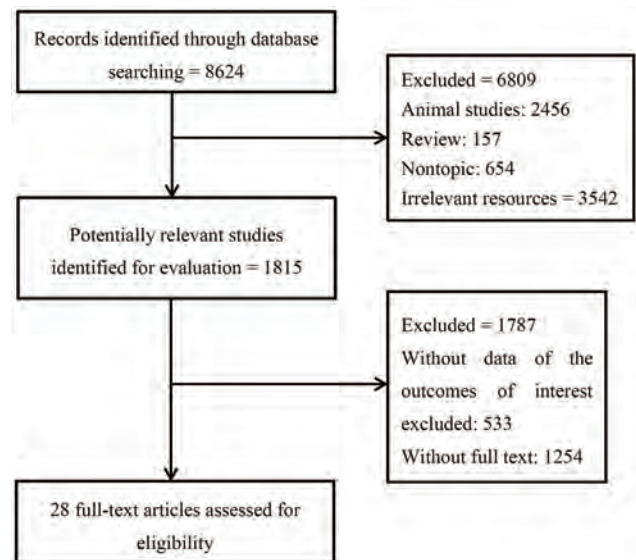 Records identified through database
searching = 8624
Excluded = 6809
Animal studies: 2456
Review: 157
Nontopic: 654
Irrelevant resources = 3542
Potentially relevant studies
identified for evaluation = 1815
Excluded = 1787
Without data of the
outcomes of interest
excluded: 533
Without full text: 1254
28 full-text articles assessed for
eligibility